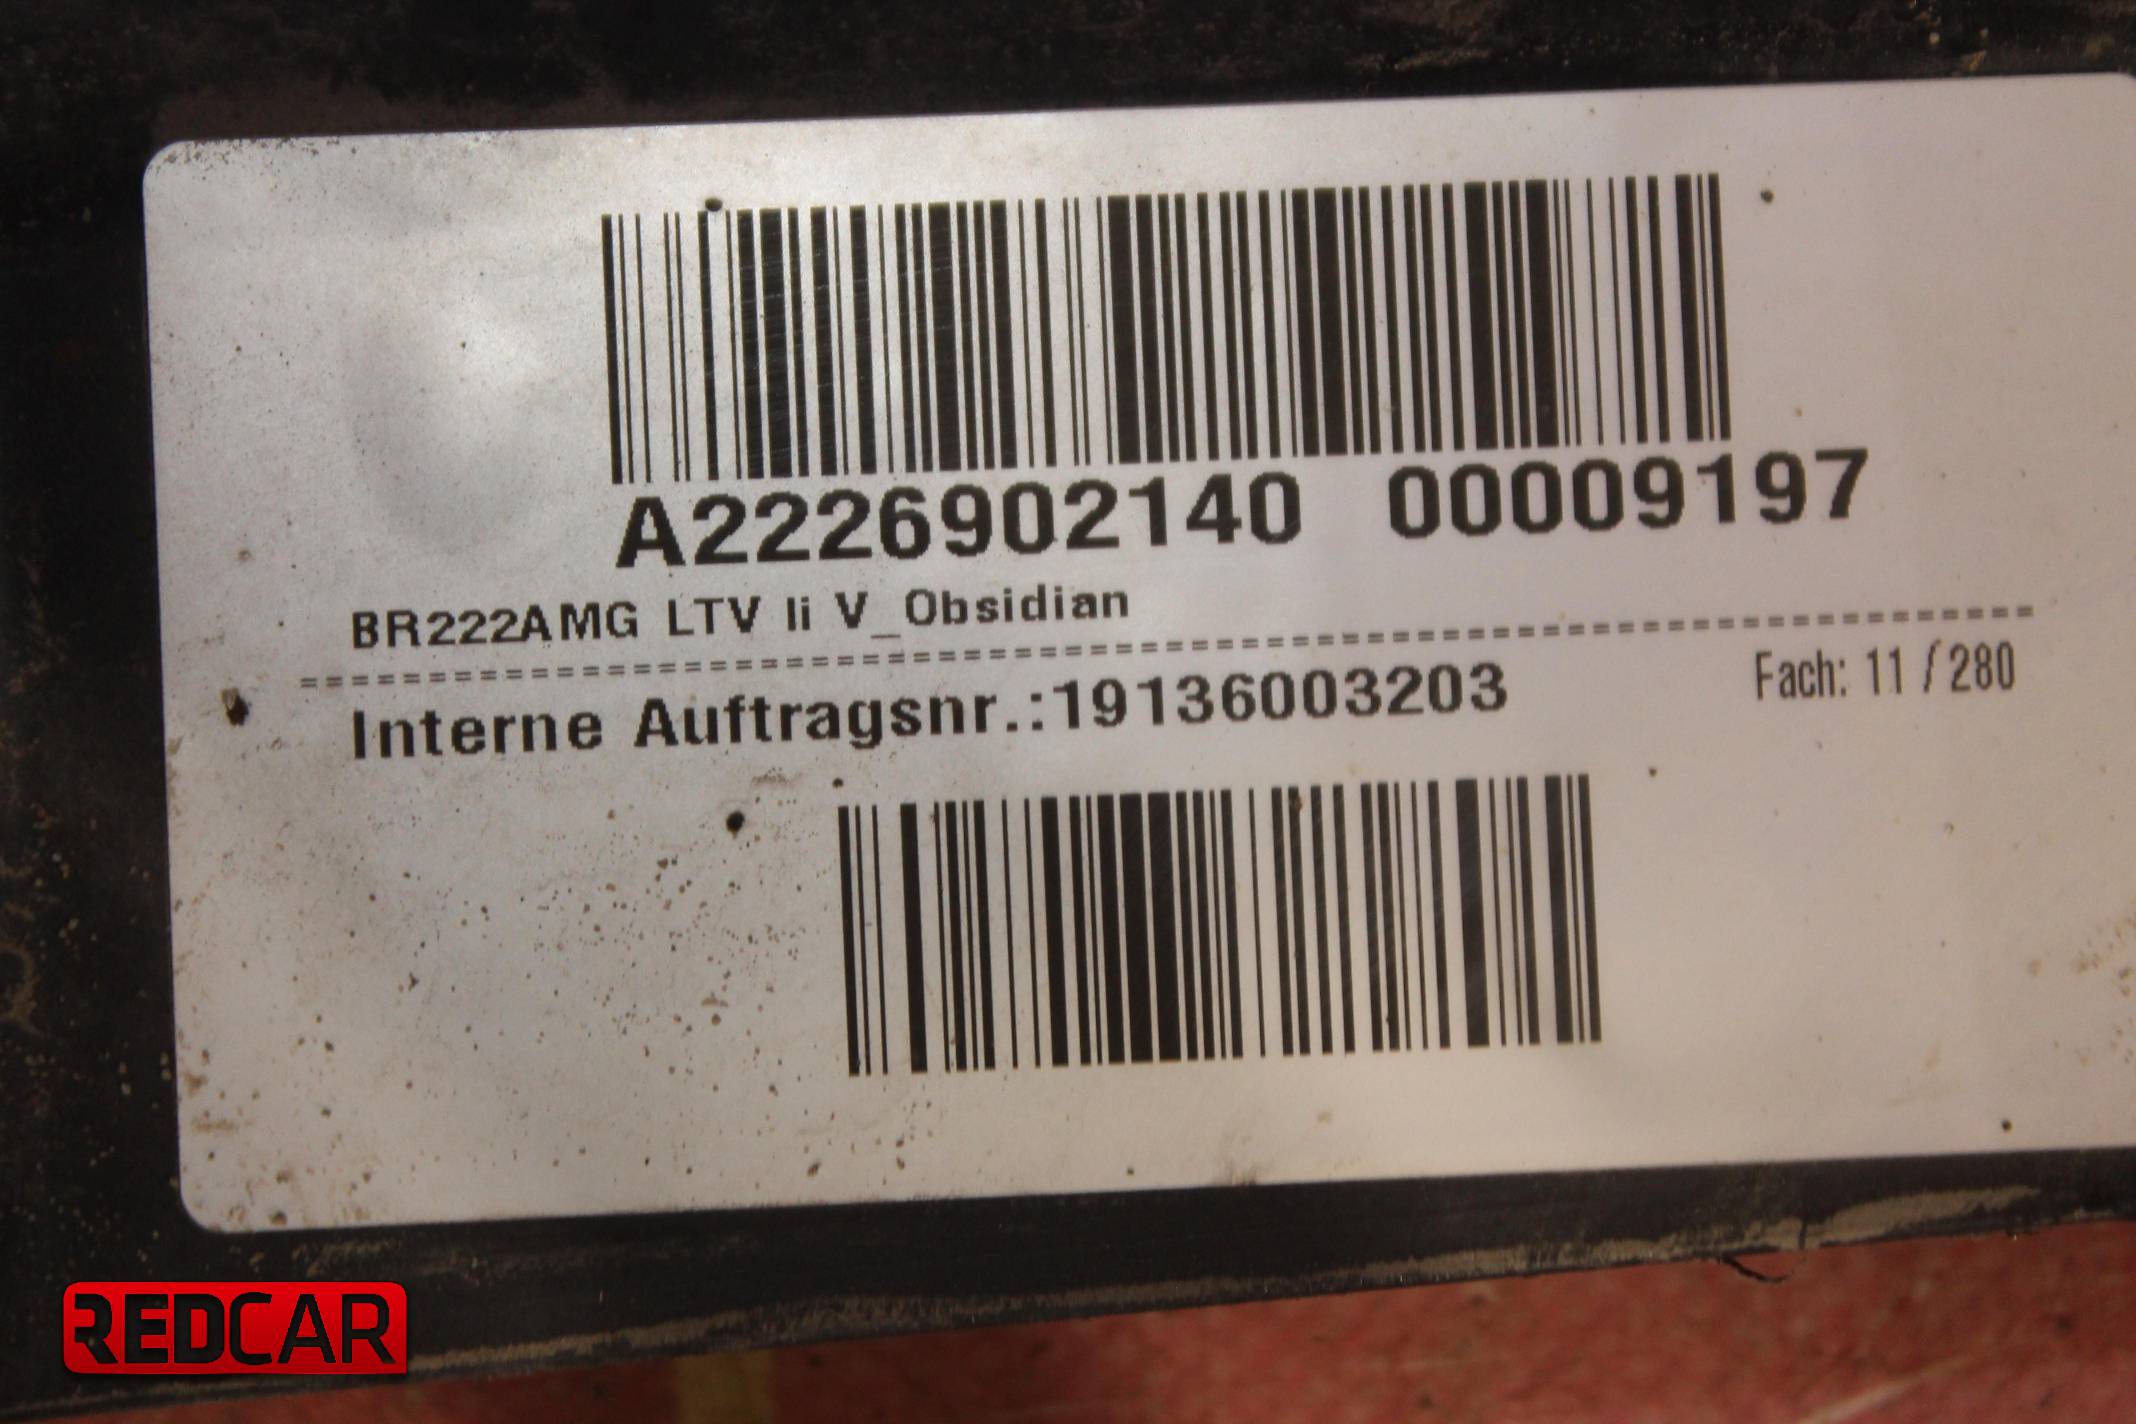 A2226902140 00009197
BR222AMG LTV li V_Obsidian
Interne Auftragsnr.:19136003203
Fach: 11 / 280
REDCAR